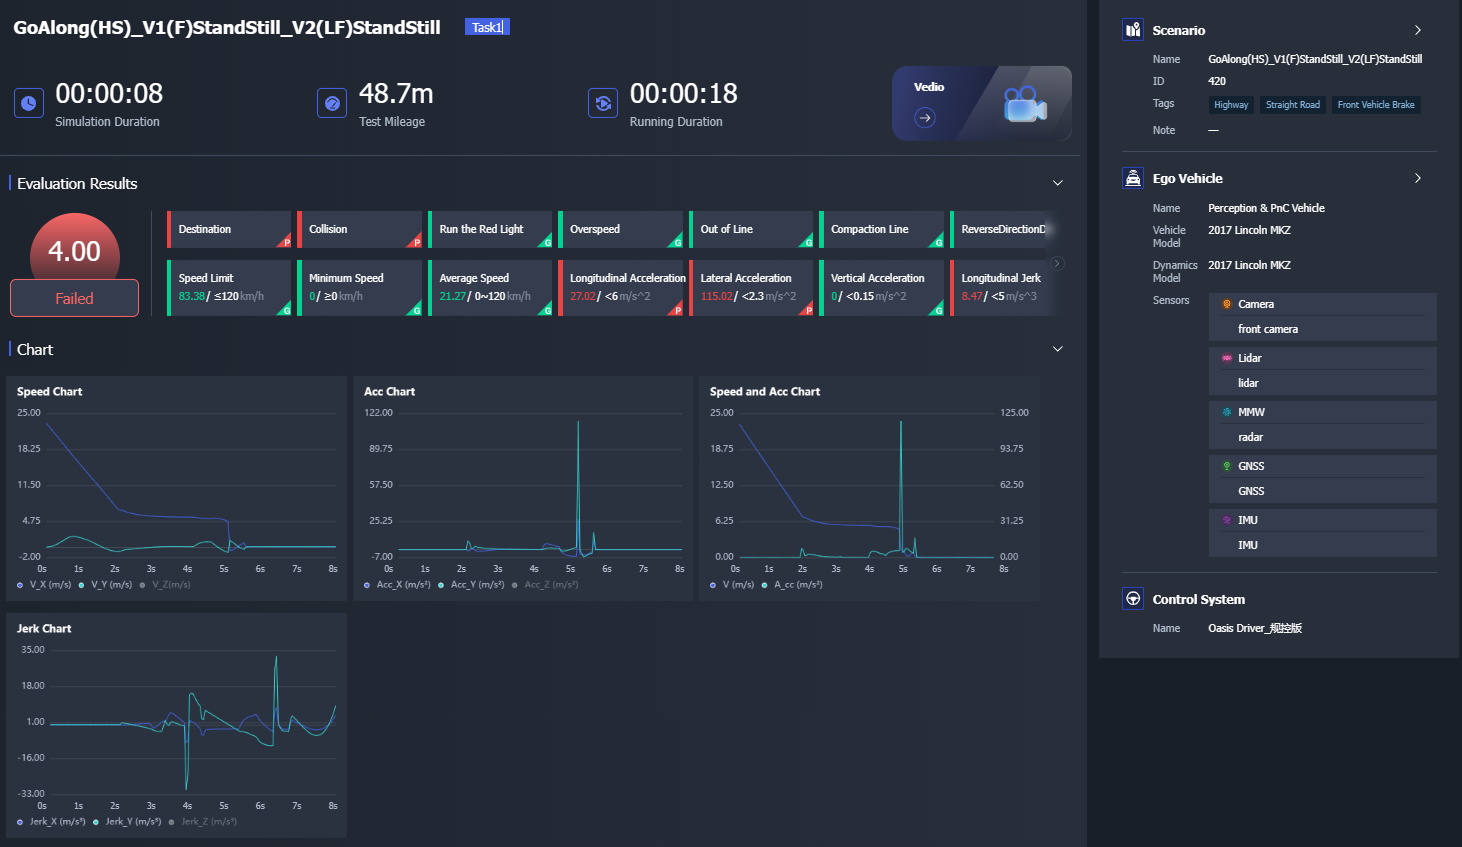 GoAlong(HS)_V1(F)StandStill_V2(LF)StandStill Task1
00:00:08
Simulation Duration
48.7m
Test Mileage
00:00:18
Running Duration
Vedio
Evaluation Results
4.00
Failed
Destination P
Collision P
Run the Red Light G
Overspeed G
Out of Line G
Compaction Line G
ReverseDirectionD
Speed Limit
83.38/ ≤120km/h G
Minimum Speed
0/ ≥0km/h G
Average Speed
21.27/ 0~120km/h G
Longitudinal Acceleration
27.02/ <6m/s^2 P
Lateral Acceleration
115.02/ <2.3m/s^2 P
Vertical Acceleration
0/ <0.15m/s^2 G
Longitudinal Jerk
8.47/ <5m/s^3
Chart
Speed Chart
25.00
18.25
11.50
4.75
-2.00
0s 1s 2s 3s 4s 5s 6s 7s 8s
V_X (m/s) V_Y (m/s) V_Z(m/s)
Acc Chart
122.00
89.75
57.50
25.25
-7.00
0s 1s 2s 3s 4s 5s 6s 7s 8s
Acc_X (m/s²) Acc_Y (m/s²) Acc_Z (m/s²)
Speed and Acc Chart
25.00 125.00
18.75 93.75
12.50 62.50
6.25 31.25
0.00 0.00
0s 1s 2s 3s 4s 5s 6s 7s 8s
V (m/s) A_cc (m/s²)
Jerk Chart
35.00
18.00
1.00
-16.00
-33.00
0s 1s 2s 3s 4s 5s 6s 7s 8s
Jerk_X (m/s³) Jerk_Y (m/s³) Jerk_Z (m/s³)
Scenario
Name GoAlong(HS)_V1(F)StandStill_V2(LF)StandStill
ID 420
Tags Highway Straight Road Front Vehicle Brake
Note —
Ego Vehicle
Name Perception & PnC Vehicle
Vehicle Model 2017 Lincoln MKZ
Dynamics Model 2017 Lincoln MKZ
Sensors
Camera
front camera
Lidar
lidar
MMW
radar
GNSS
GNSS
IMU
IMU
Control System
Name Oasis Driver_规控版